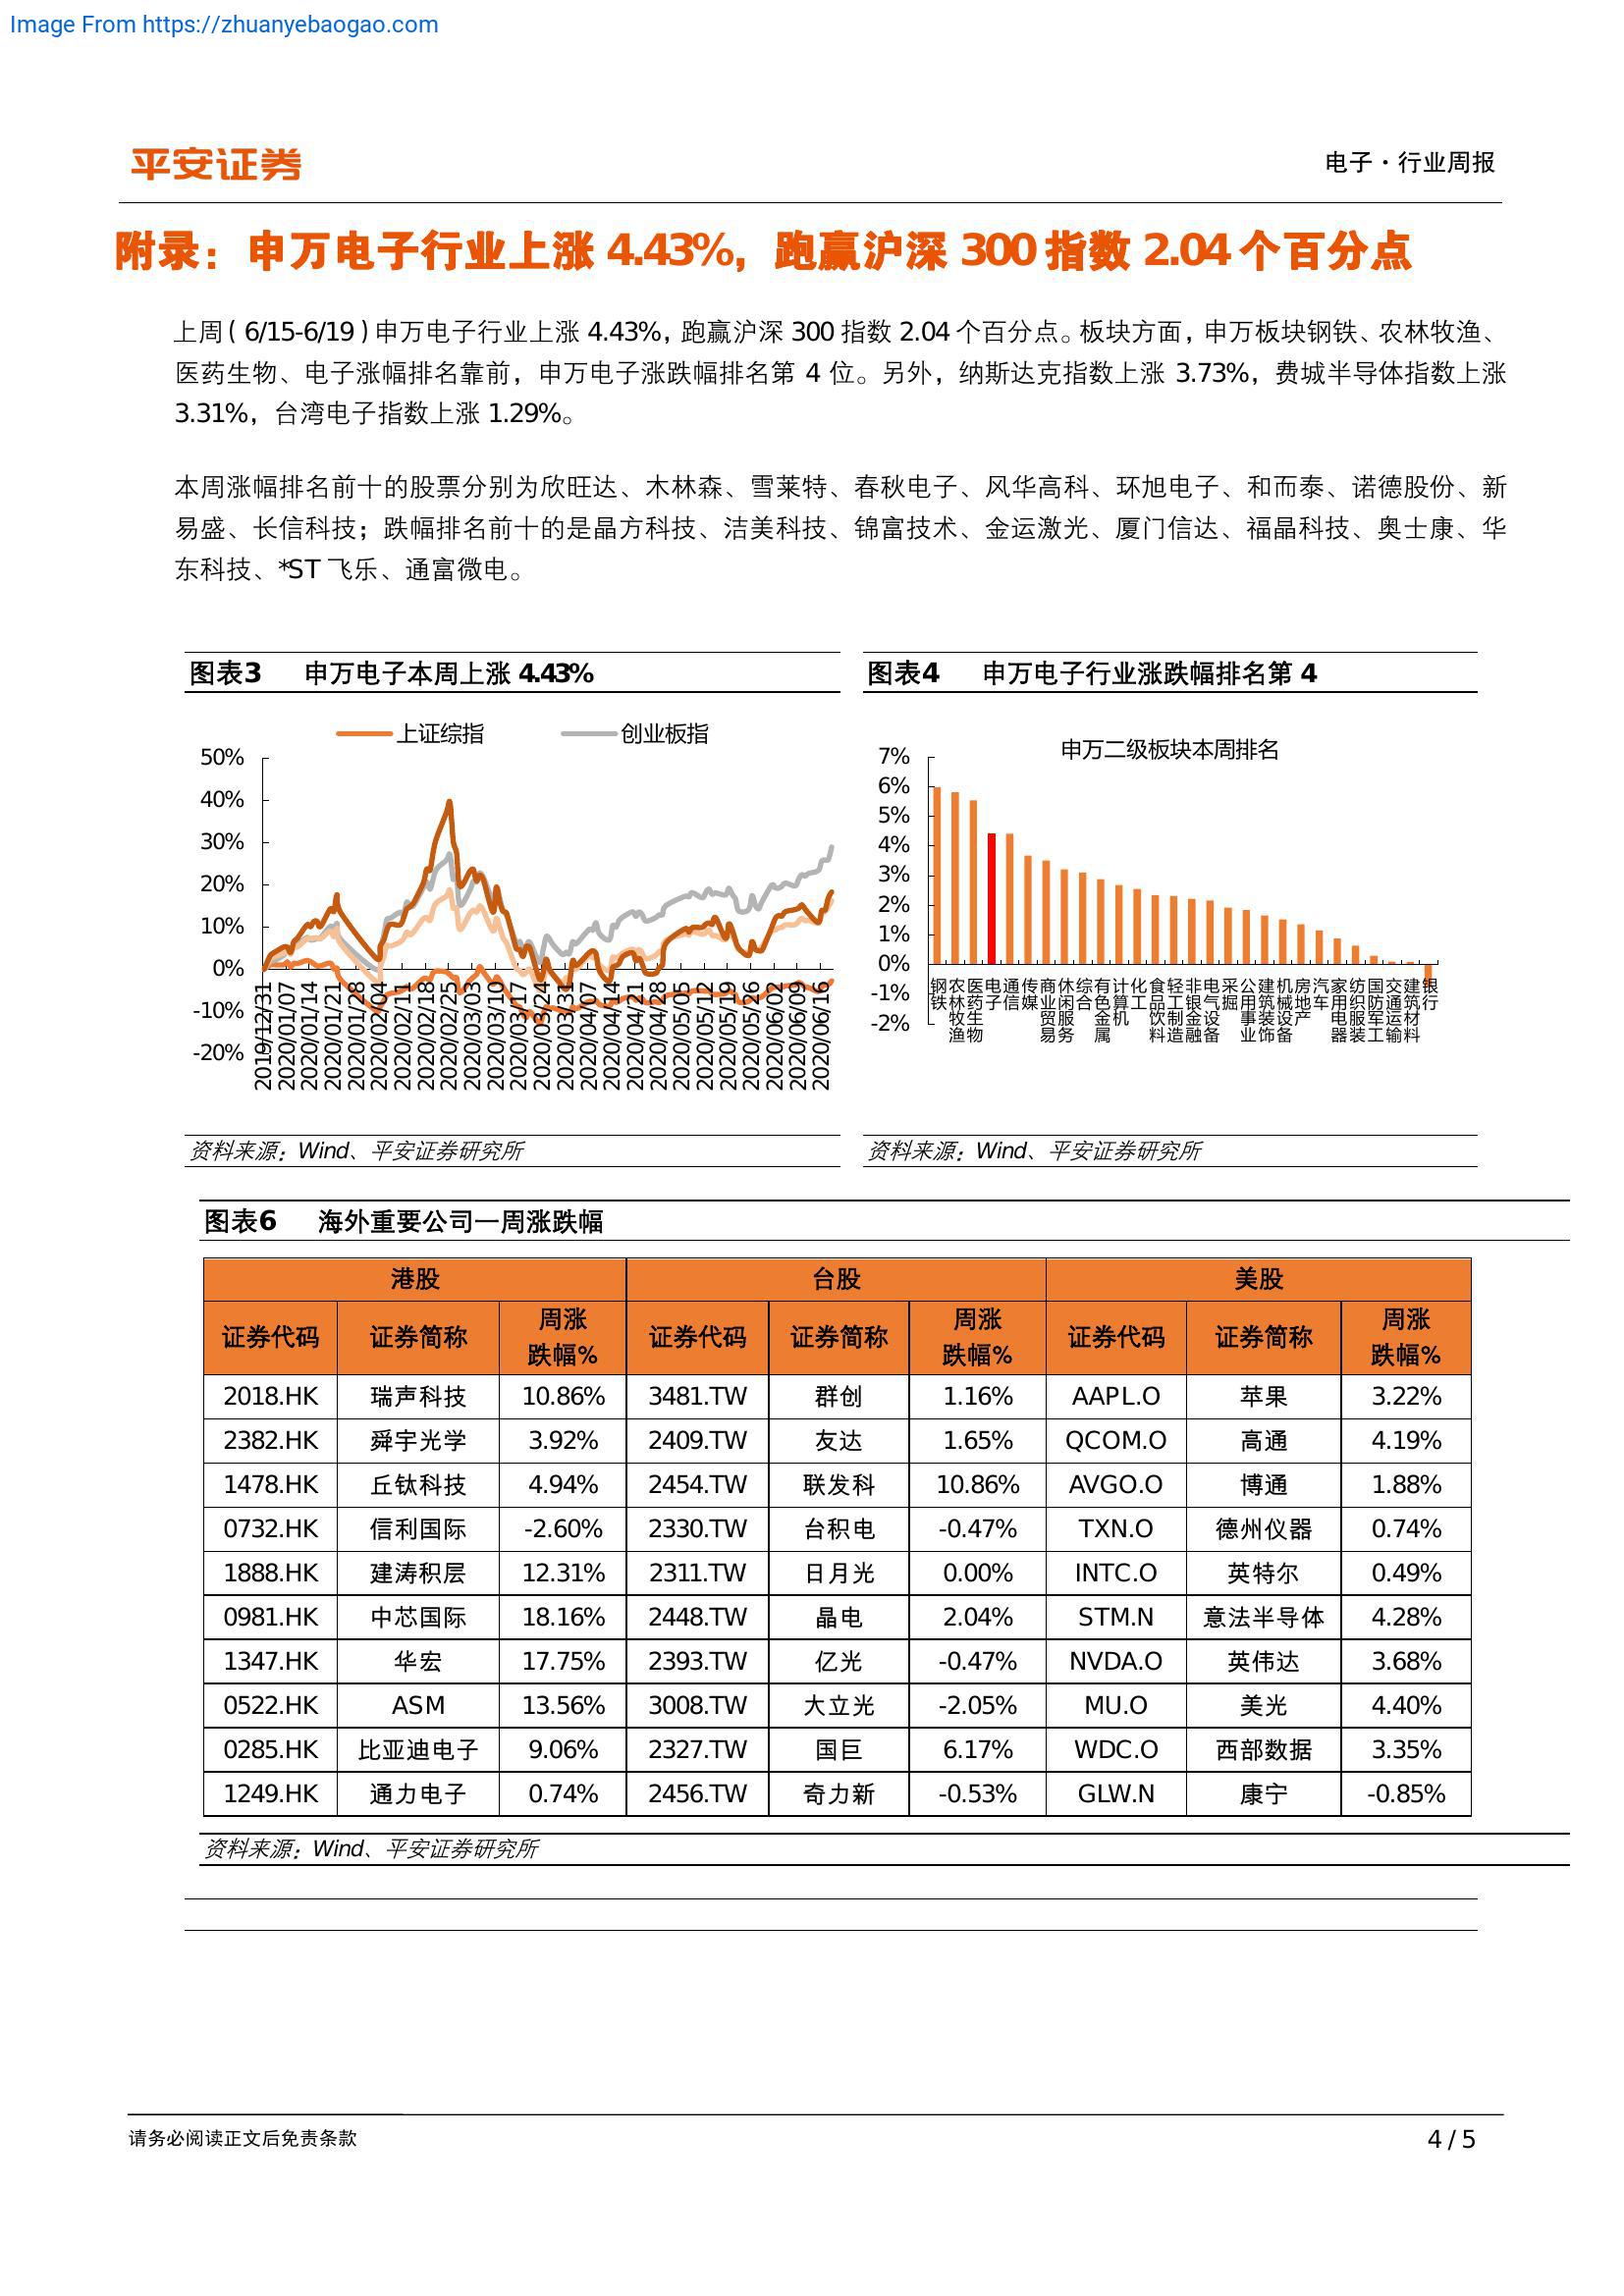 Image From https://zhuanyebaogao.com
平安证券
电子·行业周报
附录：申万电子行业上涨 4.43%，跑赢沪深 300 指数 2.04 个百分点
上周（6/15-6/19）申万电子行业上涨 4.43%，跑赢沪深 300 指数 2.04 个百分点。板块方面，申万板块钢铁、农林牧渔、
医药生物、电子涨幅排名靠前，申万电子涨跌幅排名第 4 位。另外，纳斯达克指数上涨 3.73%，费城半导体指数上涨
3.31%，台湾电子指数上涨 1.29%。
本周涨幅排名前十的股票分别为欣旺达、木林森、雪莱特、春秋电子、风华高科、环旭电子、和而泰、诺德股份、新
易盛、长信科技；跌幅排名前十的是晶方科技、洁美科技、锦富技术、金运激光、厦门信达、福晶科技、奥士康、华
东科技、*ST 飞乐、通富微电。
图表3 申万电子本周上涨 4.43%
上证综指 创业板指
50%
40%
30%
20%
10%
0%
-10%
-20%
2019/12/31
2020/01/07
2020/01/14
2020/01/21
2020/01/28
2020/02/04
2020/02/11
2020/02/18
2020/02/25
2020/03/03
2020/03/10
2020/03/17
2020/03/24
2020/03/31
2020/04/07
2020/04/14
2020/04/21
2020/04/28
2020/05/05
2020/05/12
2020/05/19
2020/05/26
2020/06/02
2020/06/09
2020/06/16
资料来源：Wind、平安证券研究所
图表4 申万电子行业涨跌幅排名第 4
申万二级板块本周排名
7%
6%
5%
4%
3%
2%
1%
0%
-1%
-2%
钢铁
农林牧渔
医药生物
电子
通信
传媒
商业贸易
休闲服务
综合
有色金属
计算机
化工
食品饮料
轻工制造
非银金融
电气设备
采掘
公用事业
建筑装饰
机械设备
房地产
汽车
家用电器
纺织服装
国防军工
交通运输
建筑材料
银行
资料来源：Wind、平安证券研究所
图表6 海外重要公司一周涨跌幅
港股 台股 美股
证券代码 证券简称 周涨跌幅% 证券代码 证券简称 周涨跌幅% 证券代码 证券简称 周涨跌幅%
2018.HK 瑞声科技 10.86% 3481.TW 群创 1.16% AAPL.O 苹果 3.22%
2382.HK 舜宇光学 3.92% 2409.TW 友达 1.65% QCOM.O 高通 4.19%
1478.HK 丘钛科技 4.94% 2454.TW 联发科 10.86% AVGO.O 博通 1.88%
0732.HK 信利国际 -2.60% 2330.TW 台积电 -0.47% TXN.O 德州仪器 0.74%
1888.HK 建涛积层 12.31% 2311.TW 日月光 0.00% INTC.O 英特尔 0.49%
0981.HK 中芯国际 18.16% 2448.TW 晶电 2.04% STM.N 意法半导体 4.28%
1347.HK 华宏 17.75% 2393.TW 亿光 -0.47% NVDA.O 英伟达 3.68%
0522.HK ASM 13.56% 3008.TW 大立光 -2.05% MU.O 美光 4.40%
0285.HK 比亚迪电子 9.06% 2327.TW 国巨 6.17% WDC.O 西部数据 3.35%
1249.HK 通力电子 0.74% 2456.TW 奇力新 -0.53% GLW.N 康宁 -0.85%
资料来源：Wind、平安证券研究所
请务必阅读正文后免责条款
4 / 5